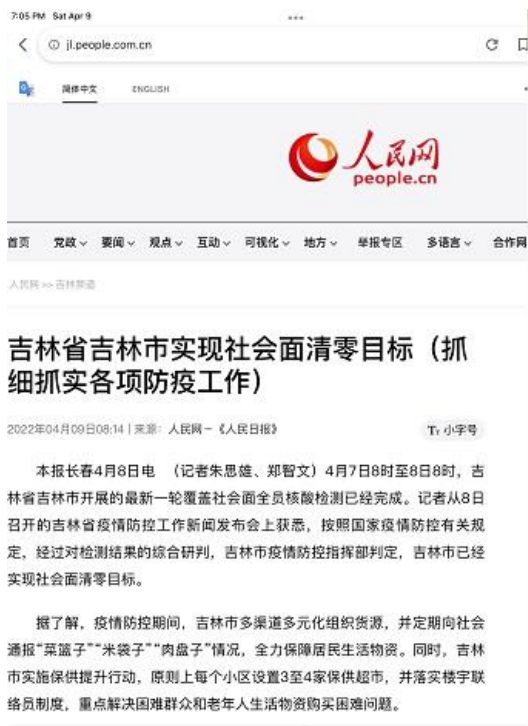 7:05 PM Sat Apr 9
jl.people.com.cn
简体中文 ENGLISH
人民网
people.cn
首页 党政 要闻 观点 互动 可视化 地方 举报专区 多语言 合作网
人民网 >> 吉林频道
吉林省吉林市实现社会面清零目标（抓
细抓实各项防疫工作）
2022年04月09日08:14 | 来源：人民网－《人民日报》 Tт 小字号
本报长春4月8日电 （记者朱思雄、郑智文）4月7日8时至8日8时，吉
林省吉林市开展的最新一轮覆盖社会面全员核酸检测已经完成。记者从8日
召开的吉林省疫情防控工作新闻发布会上获悉，按照国家疫情防控有关规
定，经过对检测结果的综合研判，吉林市疫情防控指挥部判定，吉林市已经
实现社会面清零目标。
据了解，疫情防控期间，吉林市多渠道多元化组织货源，并定期向社会
通报“菜篮子”“米袋子”“肉盘子”情况，全力保障居民生活物资。同时，吉林
市实施保供提升行动，原则上每个小区设置3至4家保供超市，并落实楼宇联
络员制度，重点解决困难群众和老年人生活物资购买困难问题。